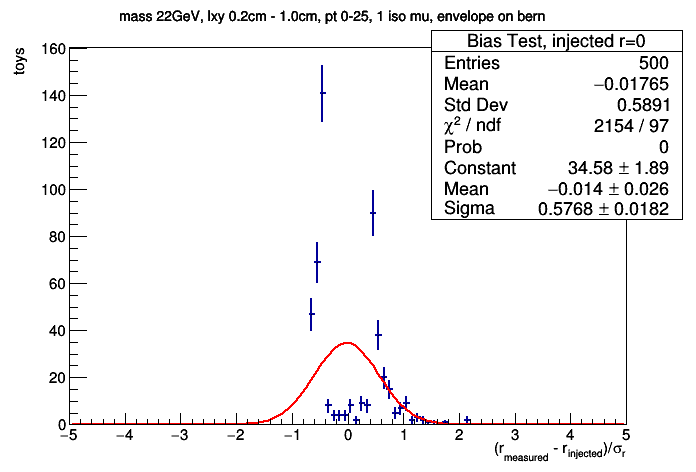 mass 22GeV, lxy 0.2cm - 1.0cm, pt 0-25, 1 iso mu, envelope on bern
Bias Test, injected r=0
Entries 500
Mean −0.01765
Std Dev 0.5891
χ² / ndf 2154 / 97
Prob 0
Constant 34.58 ± 1.89
Mean −0.014 ± 0.026
Sigma 0.5768 ± 0.0182
toys
160
140
120
100
80
60
40
20
0
−5 −4 −3 −2 −1 0 1 2 3 4 5
(r_measured - r_injected)/σ_r